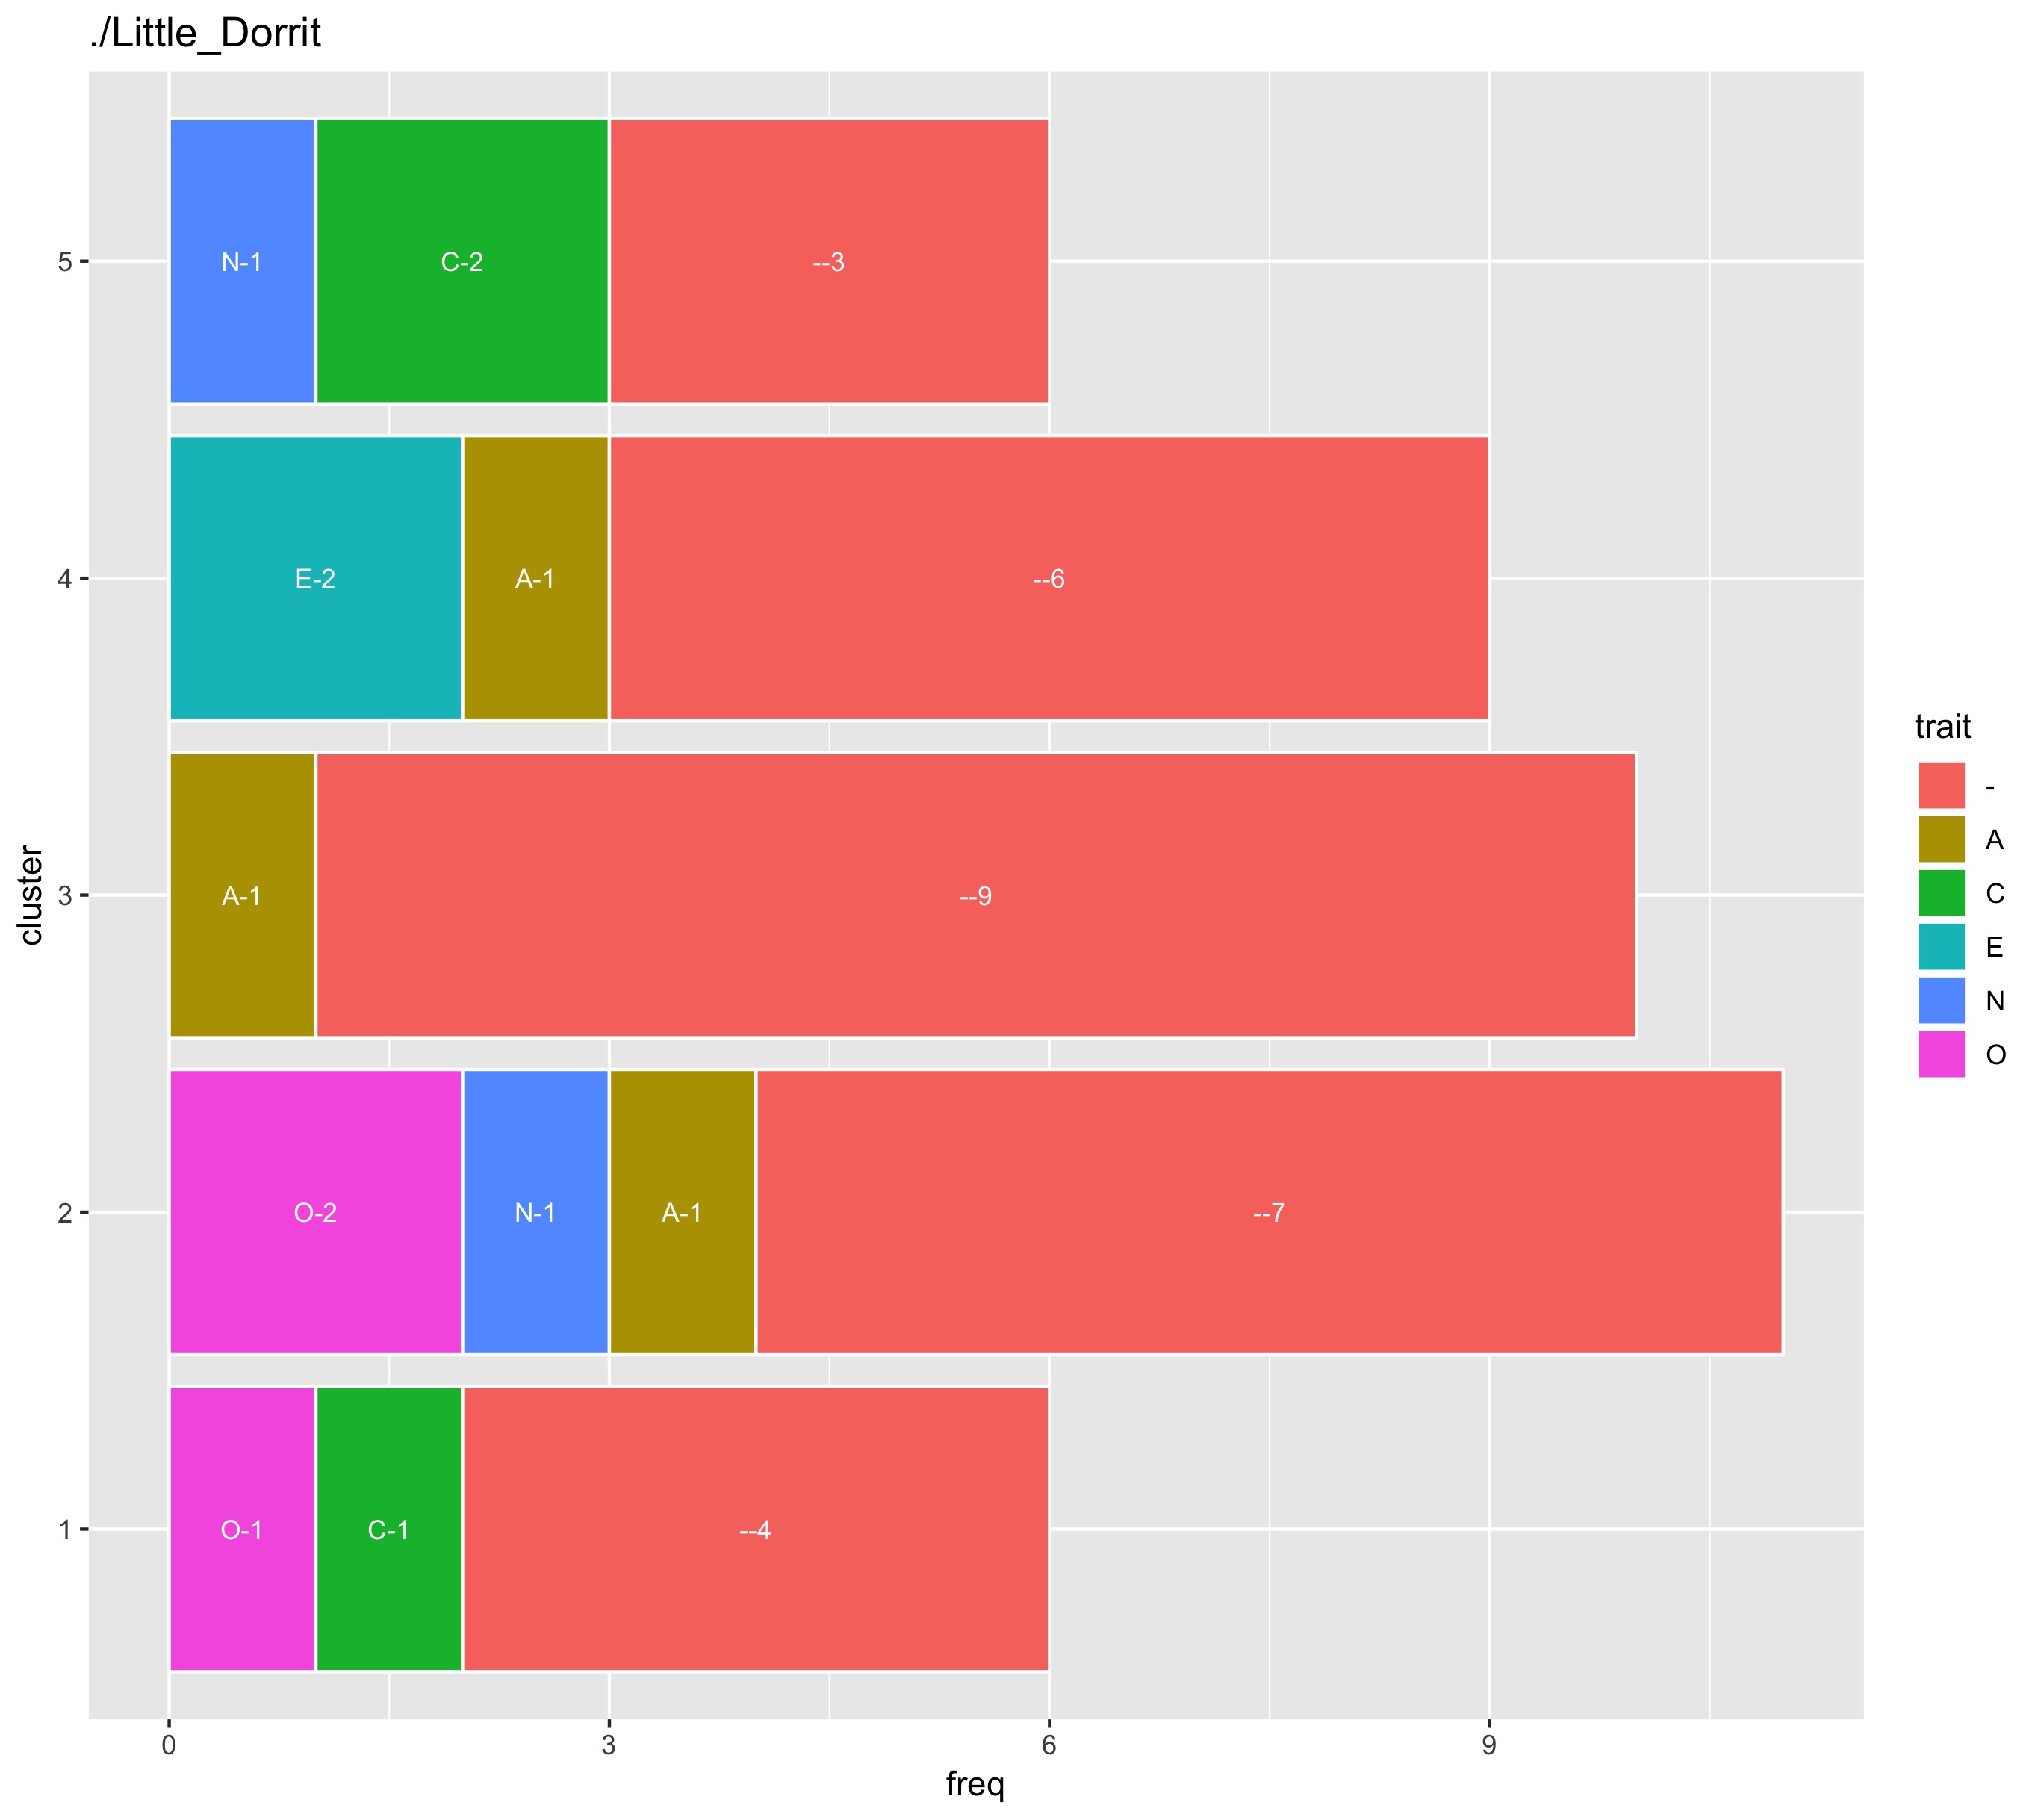 ./Little_Dorrit
5
N-1
C-2
--3
4
E-2
A-1
--6
cluster
3
A-1
--9
2
O-2
N-1
A-1
--7
1
O-1
C-1
--4
0
3
6
9
freq
trait
-
A
C
E
N
O